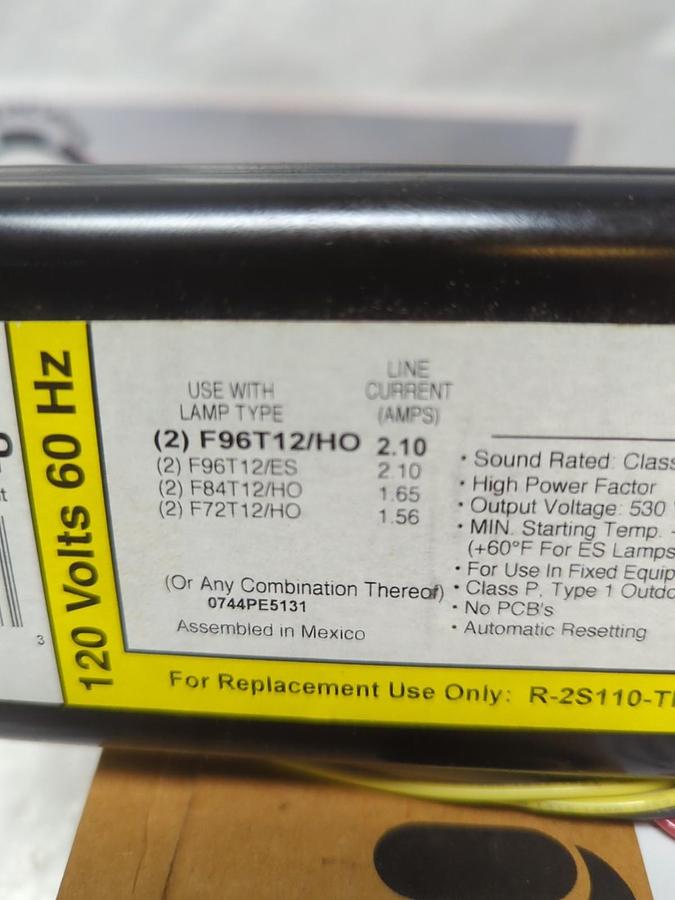 120 Volts 60 Hz
USE WITH
LAMP TYPE
LINE
CURRENT
(AMPS)
(2) F96T12/HO 2.10
(2) F96T12/ES 2.10
(2) F84T12/HO 1.65
(2) F72T12/HO 1.56
(Or Any Combination Thereof)
0744PE5131
Assembled in Mexico
• Sound Rated: Class
• High Power Factor
• Output Voltage: 530
• MIN. Starting Temp. -
(+60°F For ES Lamps
• For Use In Fixed Equip
• Class P, Type 1 Outdo
• No PCB's
• Automatic Resetting
For Replacement Use Only: R-2S110-T
3